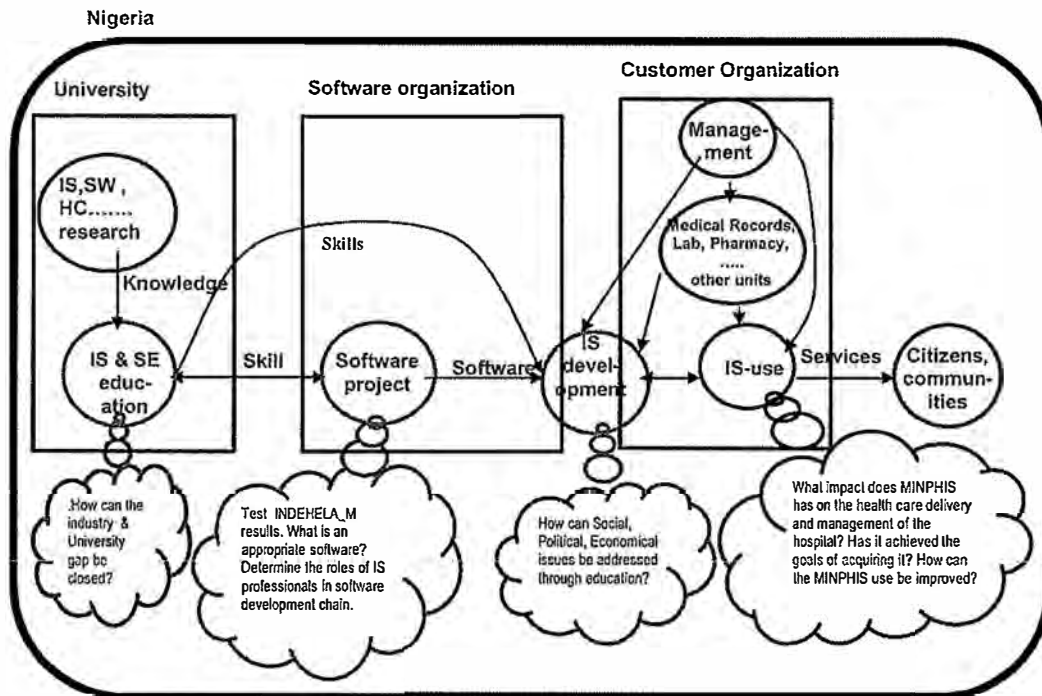 Nigeria
University
Software organization
Customer Organization
IS,SW ,
HC.......
research
Knowledge
IS & SE
educ-
ation
Skill
Skills
Software
project
Software
IS
devel-
opment
Manage-
ment
Medical Records,
Lab, Pharmacy,
.....
other units
IS-use
Services
Citizens,
commun-
ities
.How can the
industry & 
University
gap be
closed?
Test INDEHELA_M
results. What is an
appropriate software?
Determine the roles of IS
professionals in software
development chain.
How can Social,
Political, Economical
issues be addressed
through education?
What impact does MINPHIS
has on the health care delivery
and management of the
hospital? Has it achieved the
goals of acquiring it? How can
the MINPHIS use be improved?